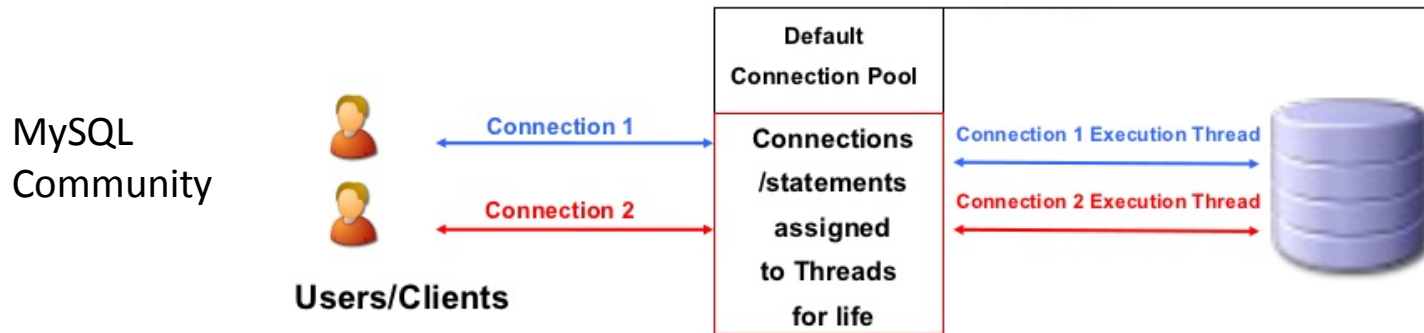 MySQL
Community
Users/Clients
Connection 1
Connection 2
Default
Connection Pool
Connections
/statements
assigned
to Threads
for life
Connection 1 Execution Thread
Connection 2 Execution Thread